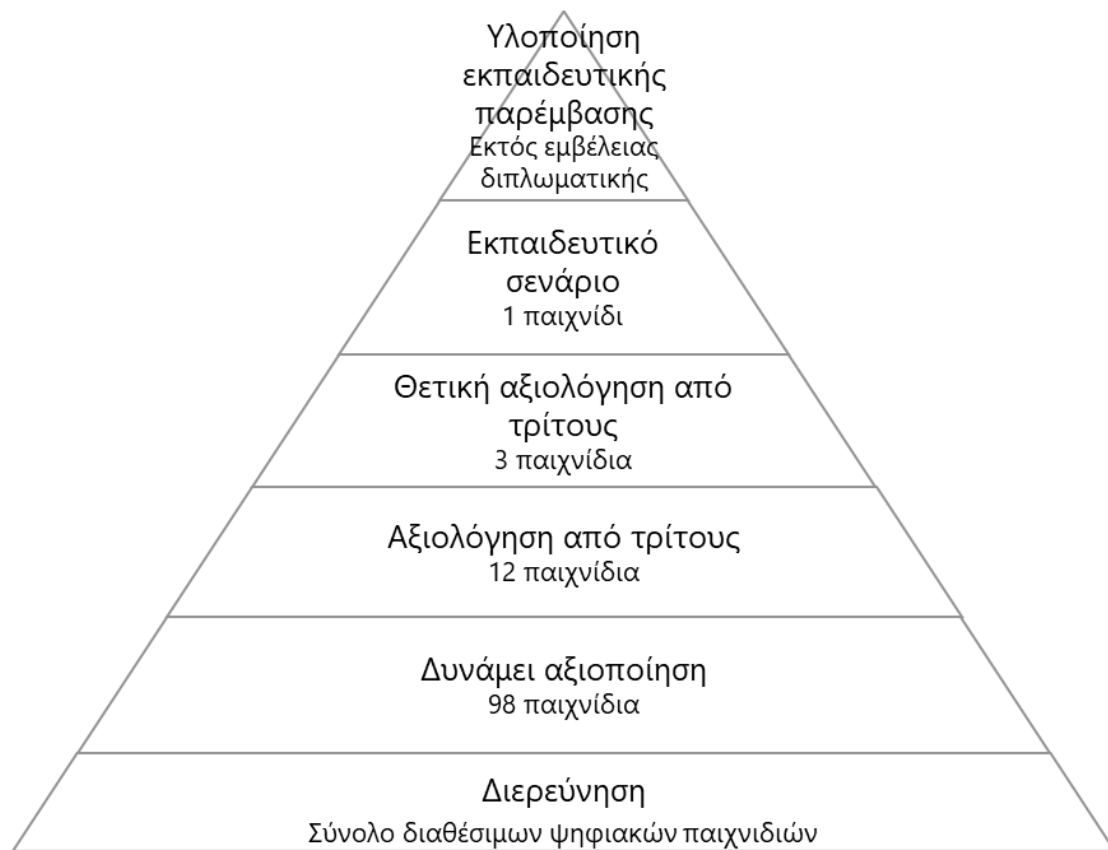 Υλοποίηση
εκπαιδευτικής
παρέμβασης
Εκτός εμβέλειας
διπλωματικής
Εκπαιδευτικό
σενάριο
1 παιχνίδι
Θετική αξιολόγηση από
τρίτους
3 παιχνίδια
Αξιολόγηση από τρίτους
12 παιχνίδια
Δυνάμει αξιοποίηση
98 παιχνίδια
Διερεύνηση
Σύνολο διαθέσιμων ψηφιακών παιχνιδιών